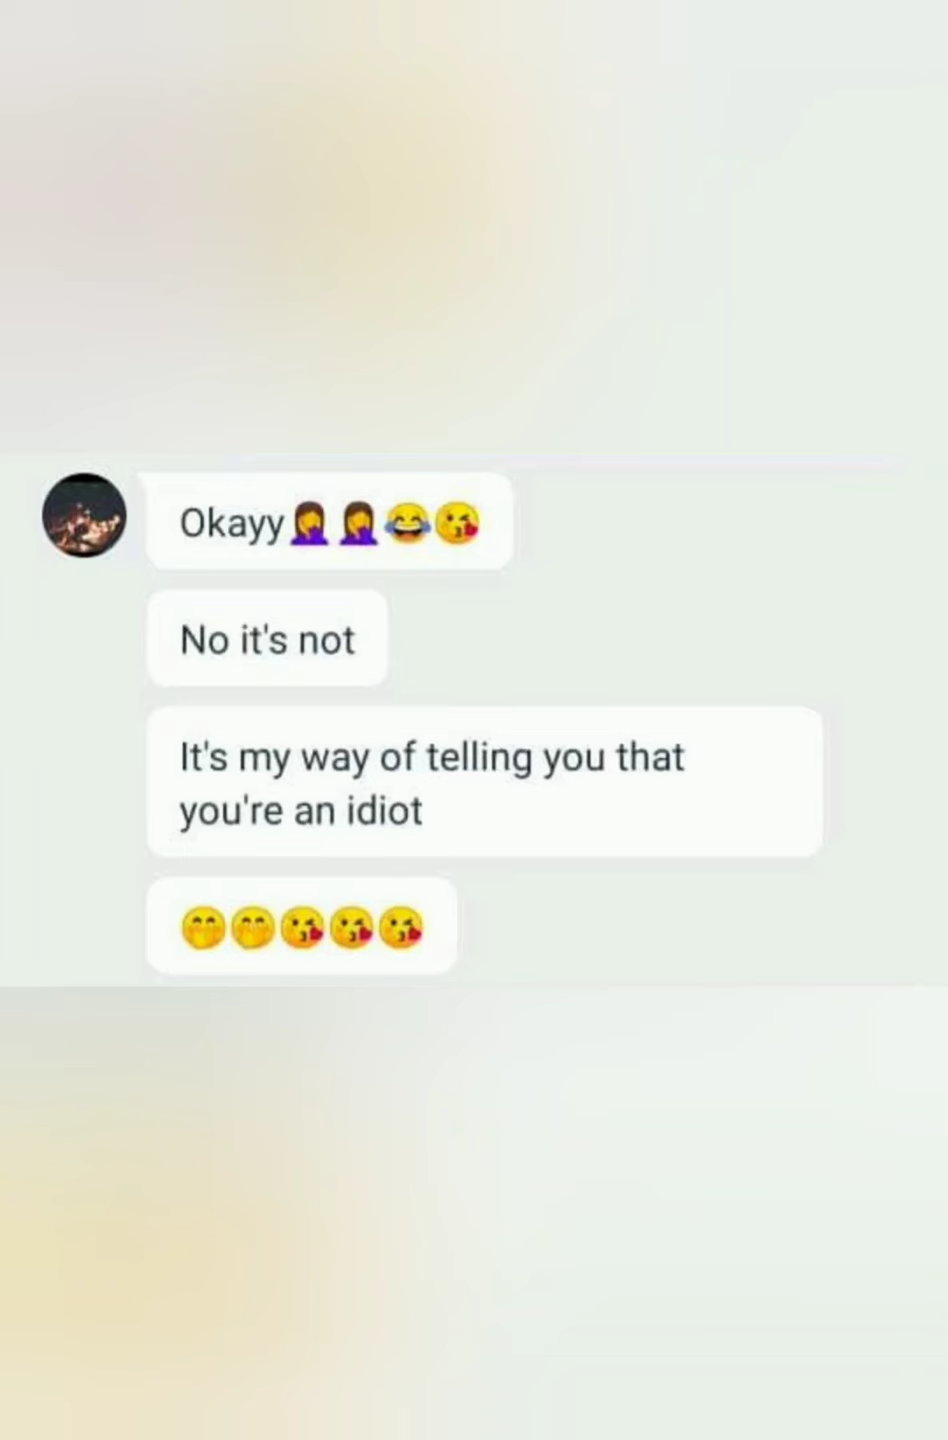 Okayy🤦‍♀️🤦‍♀️😂😘
No it's not
It's my way of telling you that
you're an idiot
🤭🤭😘😘😘